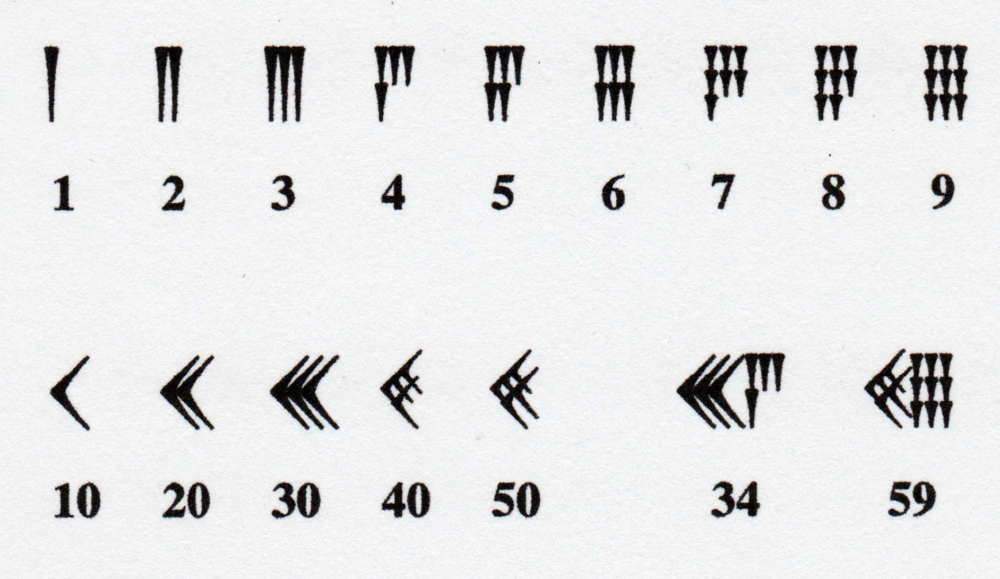 𒁹 𒈫 𒐈 𒐉 𒐊 𒐋 𒐌 𒐍 𒐎
1 2 3 4 5 6 7 8 9
𒌋 𒎙 𒌍 𒐏 𒐐 𒌍𒐉 𒐐𒐎
10 20 30 40 50 34 59